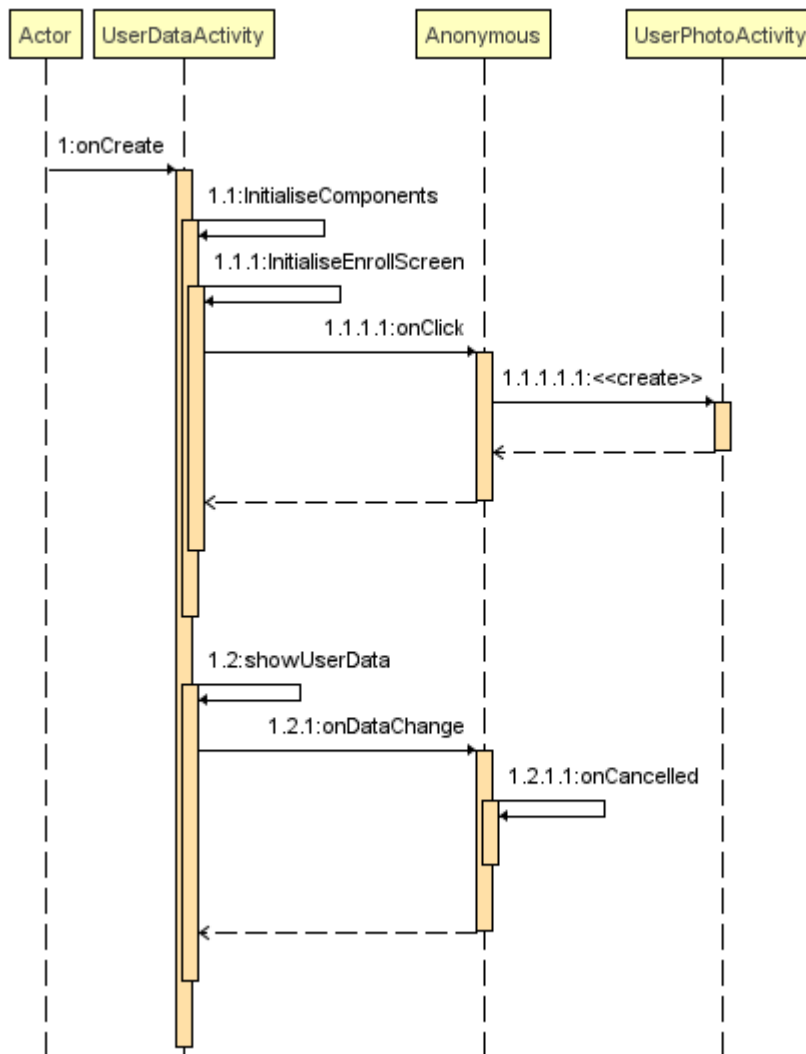 Actor
UserDataActivity
Anonymous
UserPhotoActivity
1:onCreate
1.1:InitialiseComponents
1.1.1:InitialiseEnrollScreen
1.1.1.1:onClick
1.1.1.1.1:<<create>>
1.2:showUserData
1.2.1:onDataChange
1.2.1.1:onCancelled